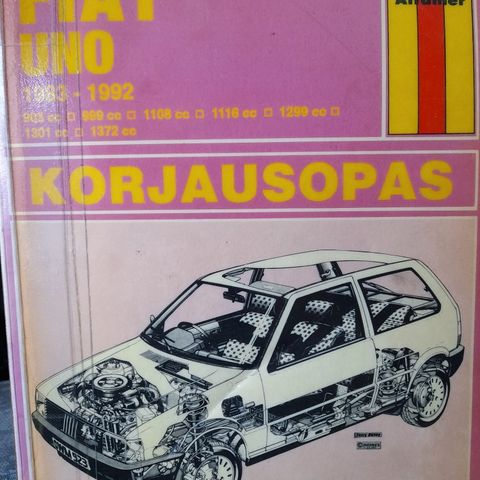 FIAT
Alfamer
UNO
1983 - 1992
903 cc □ 999 cc □ 1108 cc □ 1116 cc □ 1299 cc □
1301 cc □ 1372 cc
KORJAUSOPAS